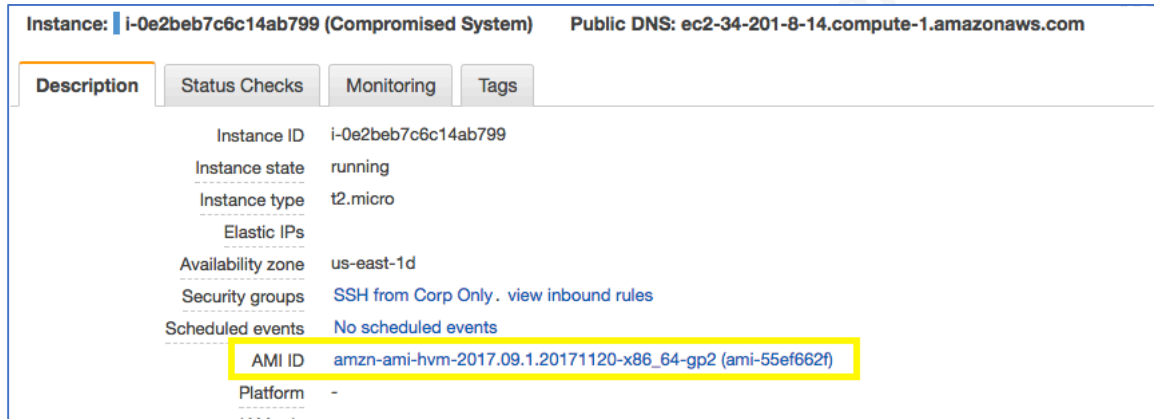 Instance: i-0e2beb7c6c14ab799 (Compromised System) Public DNS: ec2-34-201-8-14.compute-1.amazonaws.com
Description Status Checks Monitoring Tags
Instance ID i-0e2beb7c6c14ab799
Instance state running
Instance type t2.micro
Elastic IPs
Availability zone us-east-1d
Security groups SSH from Corp Only. view inbound rules
Scheduled events No scheduled events
AMI ID amzn-ami-hvm-2017.09.1.20171120-x86_64-gp2 (ami-55ef662f)
Platform -